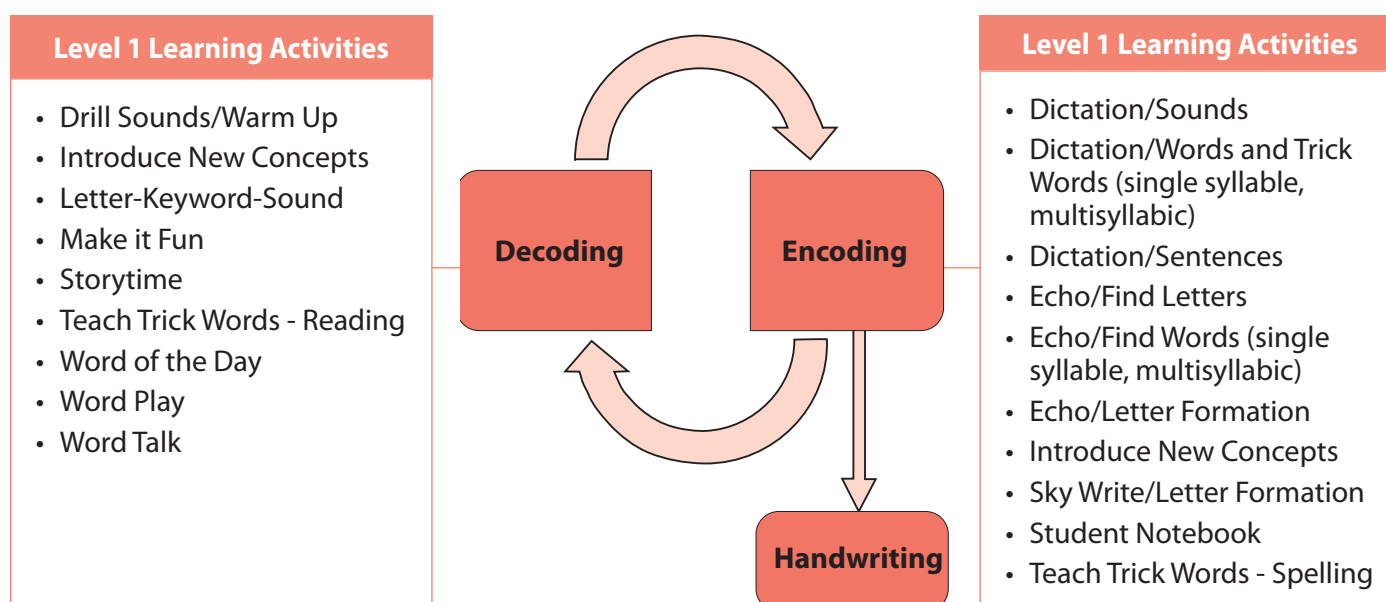 Level 1 Learning Activities
• Drill Sounds/Warm Up
• Introduce New Concepts
• Letter-Keyword-Sound
• Make it Fun
• Storytime
• Teach Trick Words - Reading
• Word of the Day
• Word Play
• Word Talk
Decoding
Encoding
Handwriting
Level 1 Learning Activities
• Dictation/Sounds
• Dictation/Words and Trick
Words (single syllable,
multisyllabic)
• Dictation/Sentences
• Echo/Find Letters
• Echo/Find Words (single
syllable, multisyllabic)
• Echo/Letter Formation
• Introduce New Concepts
• Sky Write/Letter Formation
• Student Notebook
• Teach Trick Words - Spelling